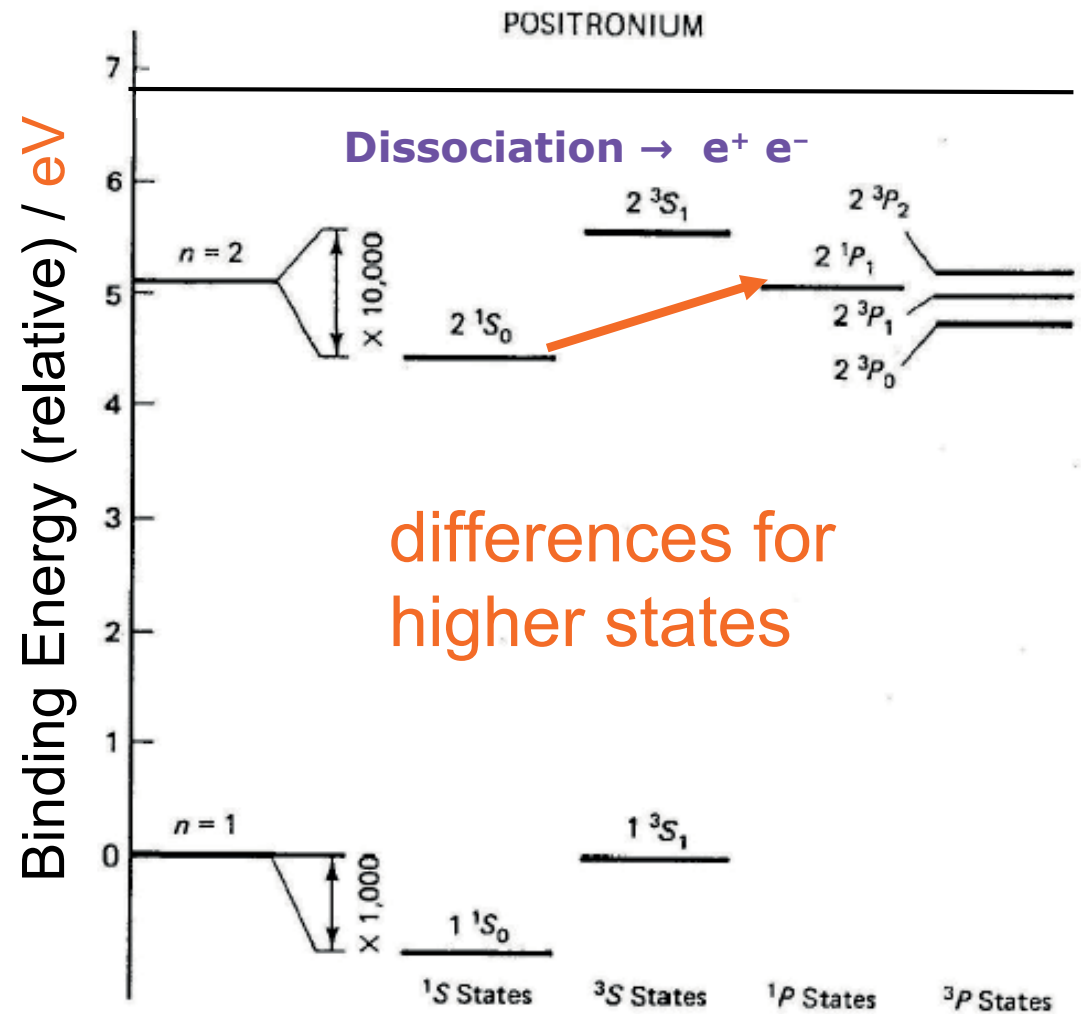 POSITRONIUM
Binding Energy (relative) / eV
7
6
5
4
3
2
1
0
Dissociation → e⁺ e⁻
n = 2
× 10,000
2 ¹S₀
2 ³S₁
2 ¹P₁
2 ³P₂
2 ³P₁
2 ³P₀
differences for
higher states
n = 1
× 1,000
1 ¹S₀
1 ³S₁
¹S States
³S States
¹P States
³P States